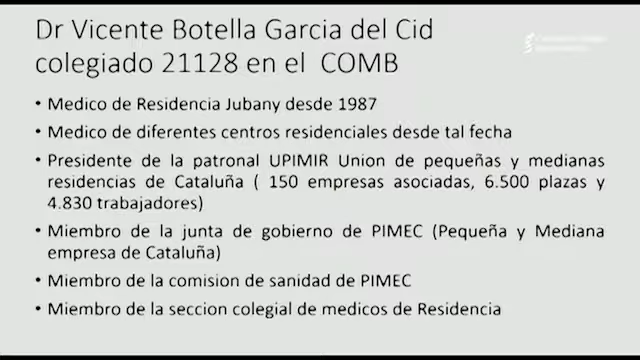 Dr Vicente Botella Garcia del Cid
colegiado 21128 en el COMB
• Medico de Residencia Jubany desde 1987
• Medico de diferentes centros residenciales desde tal fecha
• Presidente de la patronal UPIMIR Union de pequeñas y medianas
residencias de Cataluña ( 150 empresas asociadas, 6.500 plazas y
4.830 trabajadores)
• Miembro de la junta de gobierno de PIMEC (Pequeña y Mediana
empresa de Cataluña)
• Miembro de la comision de sanidad de PIMEC
• Miembro de la seccion colegial de medicos de Residencia